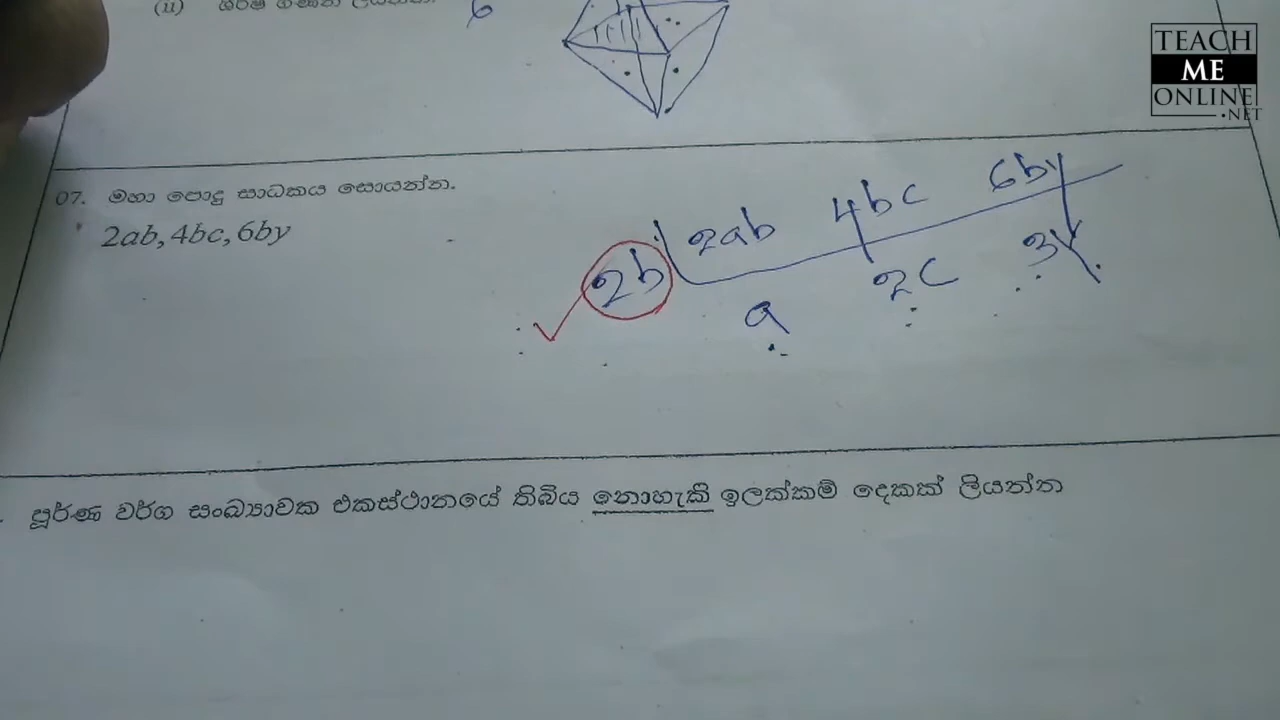 (ii) ශීර්ෂ ගණන ලියන්න. 6
TEACH
ME
ONLINE
.NET
07. මහා පොදු සාධකය සොයන්න.
2ab, 4bc, 6by
2b 2ab 4bc 6by
a 2c 3y
පූර්ණ වර්ග සංඛ්‍යාවක එකස්ථානයේ තිබිය නොහැකි ඉලක්කම් දෙකක් ලියන්න